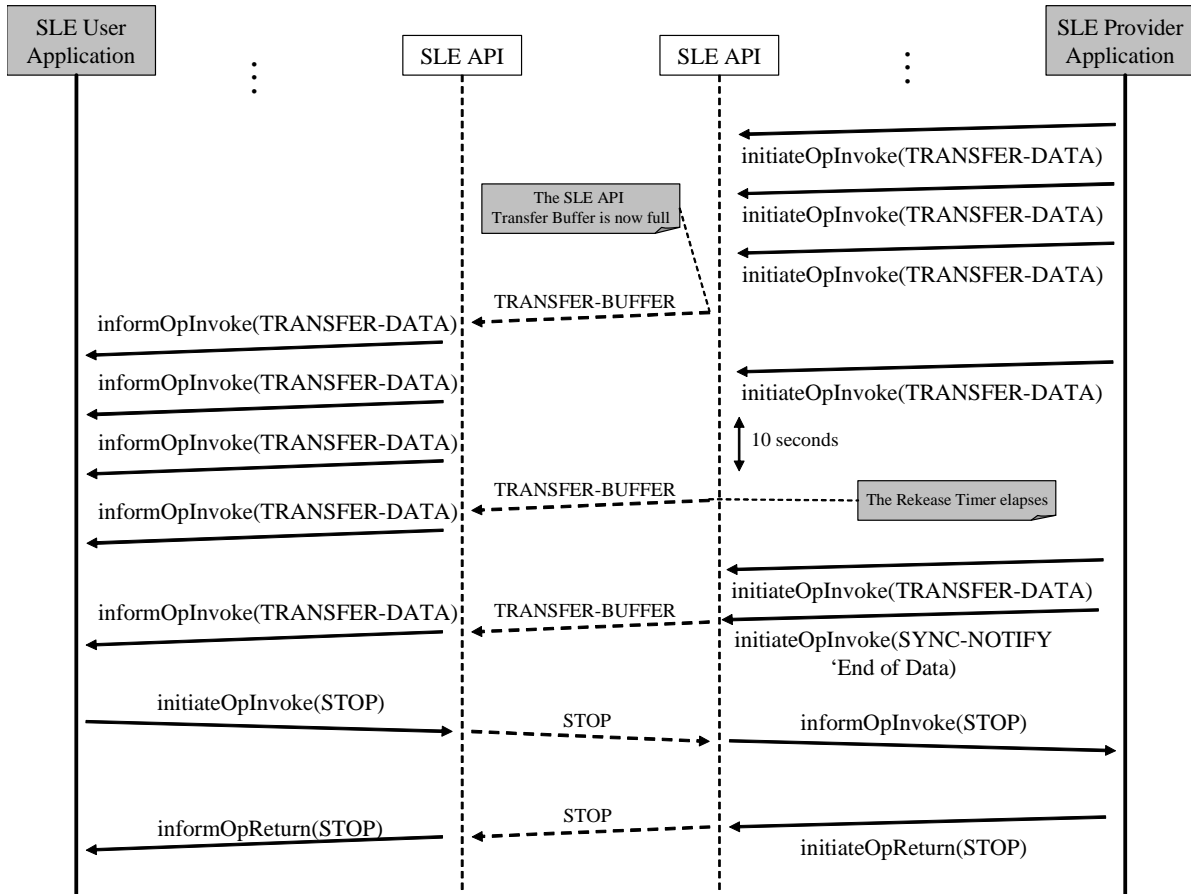 SLE User
Application
SLE API
SLE API
SLE Provider
Application
initiateOpInvoke(TRANSFER-DATA)
The SLE API
Transfer Buffer is now full
initiateOpInvoke(TRANSFER-DATA)
initiateOpInvoke(TRANSFER-DATA)
TRANSFER-BUFFER
informOpInvoke(TRANSFER-DATA)
informOpInvoke(TRANSFER-DATA)
initiateOpInvoke(TRANSFER-DATA)
informOpInvoke(TRANSFER-DATA)
10 seconds
TRANSFER-BUFFER
The Rekease Timer elapses
informOpInvoke(TRANSFER-DATA)
initiateOpInvoke(TRANSFER-DATA)
informOpInvoke(TRANSFER-DATA)
TRANSFER-BUFFER
initiateOpInvoke(SYNC-NOTIFY
‘End of Data)
initiateOpInvoke(STOP)
STOP
informOpInvoke(STOP)
informOpReturn(STOP)
STOP
initiateOpReturn(STOP)